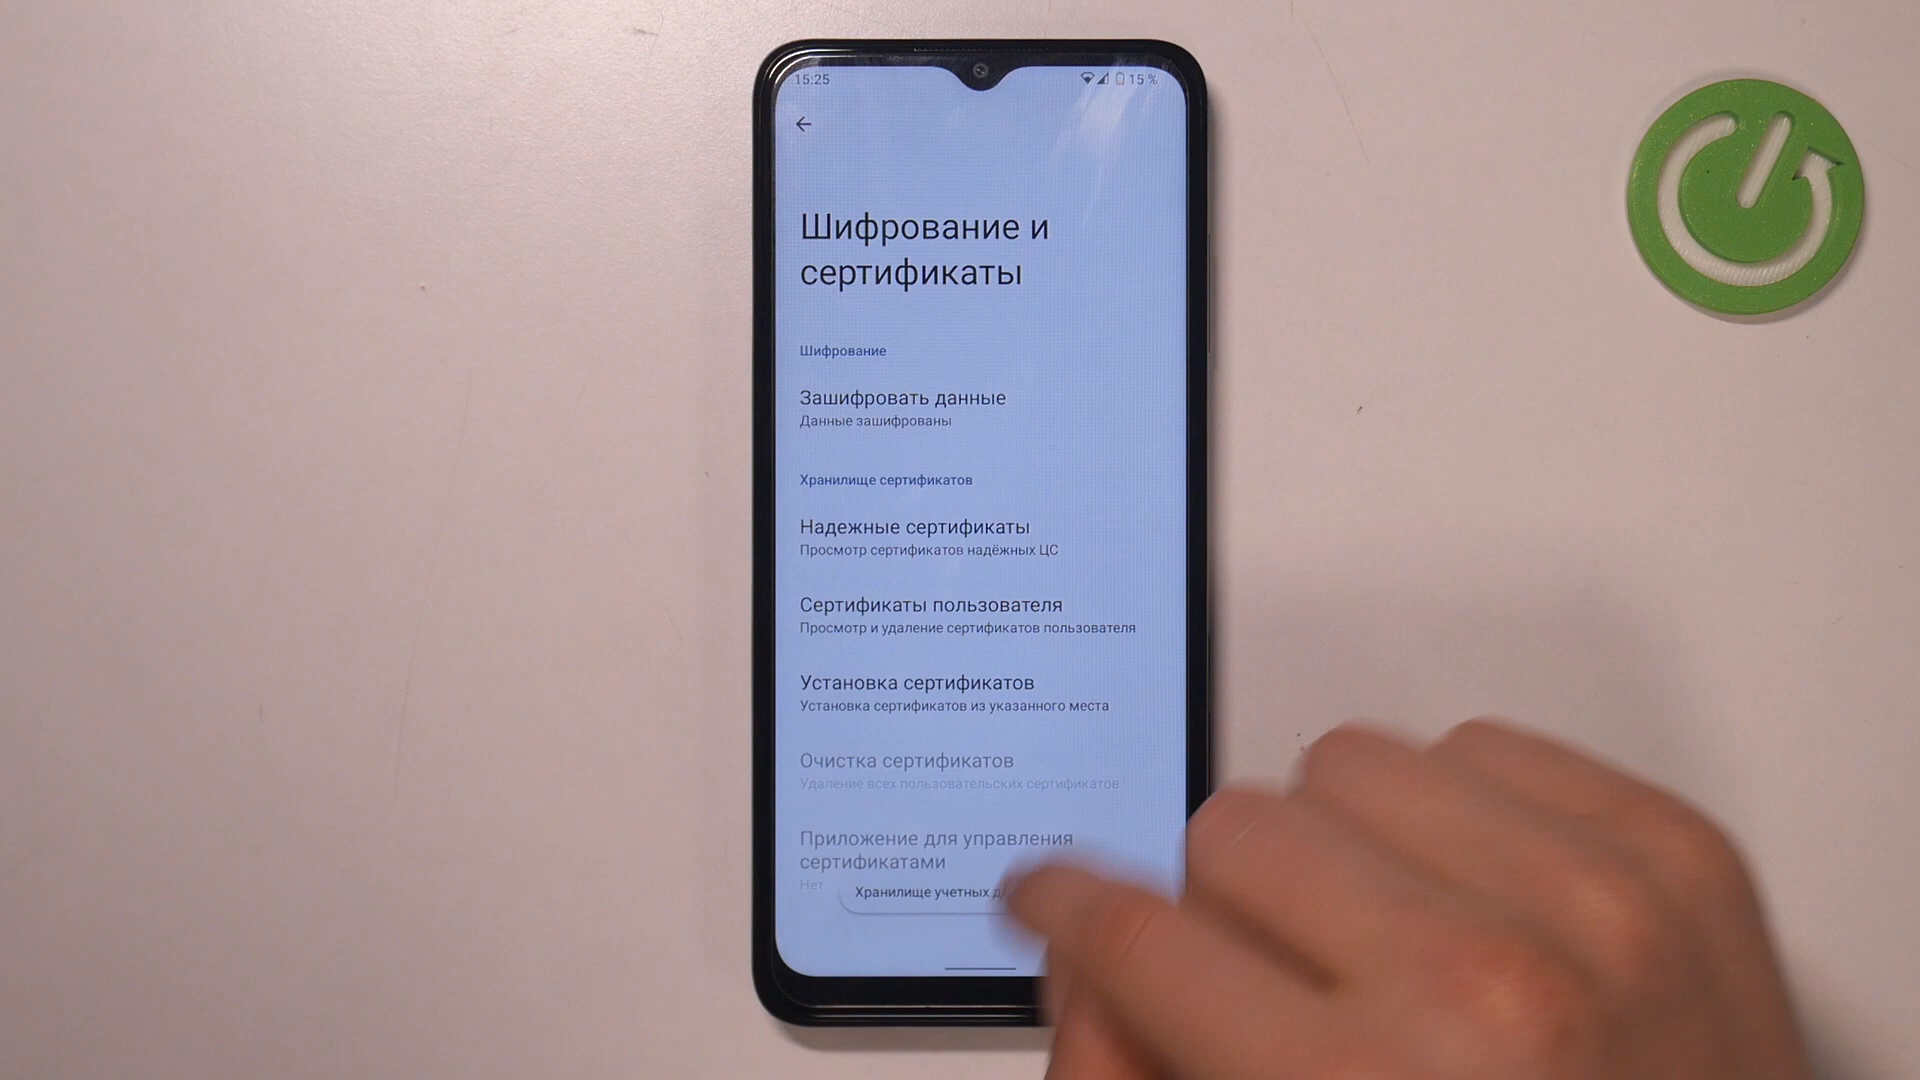 15:25
15 %
Шифрование и
сертификаты
Шифрование
Зашифровать данные
Данные зашифрованы
Хранилище сертификатов
Надежные сертификаты
Просмотр сертификатов надёжных ЦС
Сертификаты пользователя
Просмотр и удаление сертификатов пользователя
Установка сертификатов
Установка сертификатов из указанного места
Очистка сертификатов
Удаление всех пользовательских сертификатов
Приложение для управления
сертификатами
Нет
Хранилище учетных